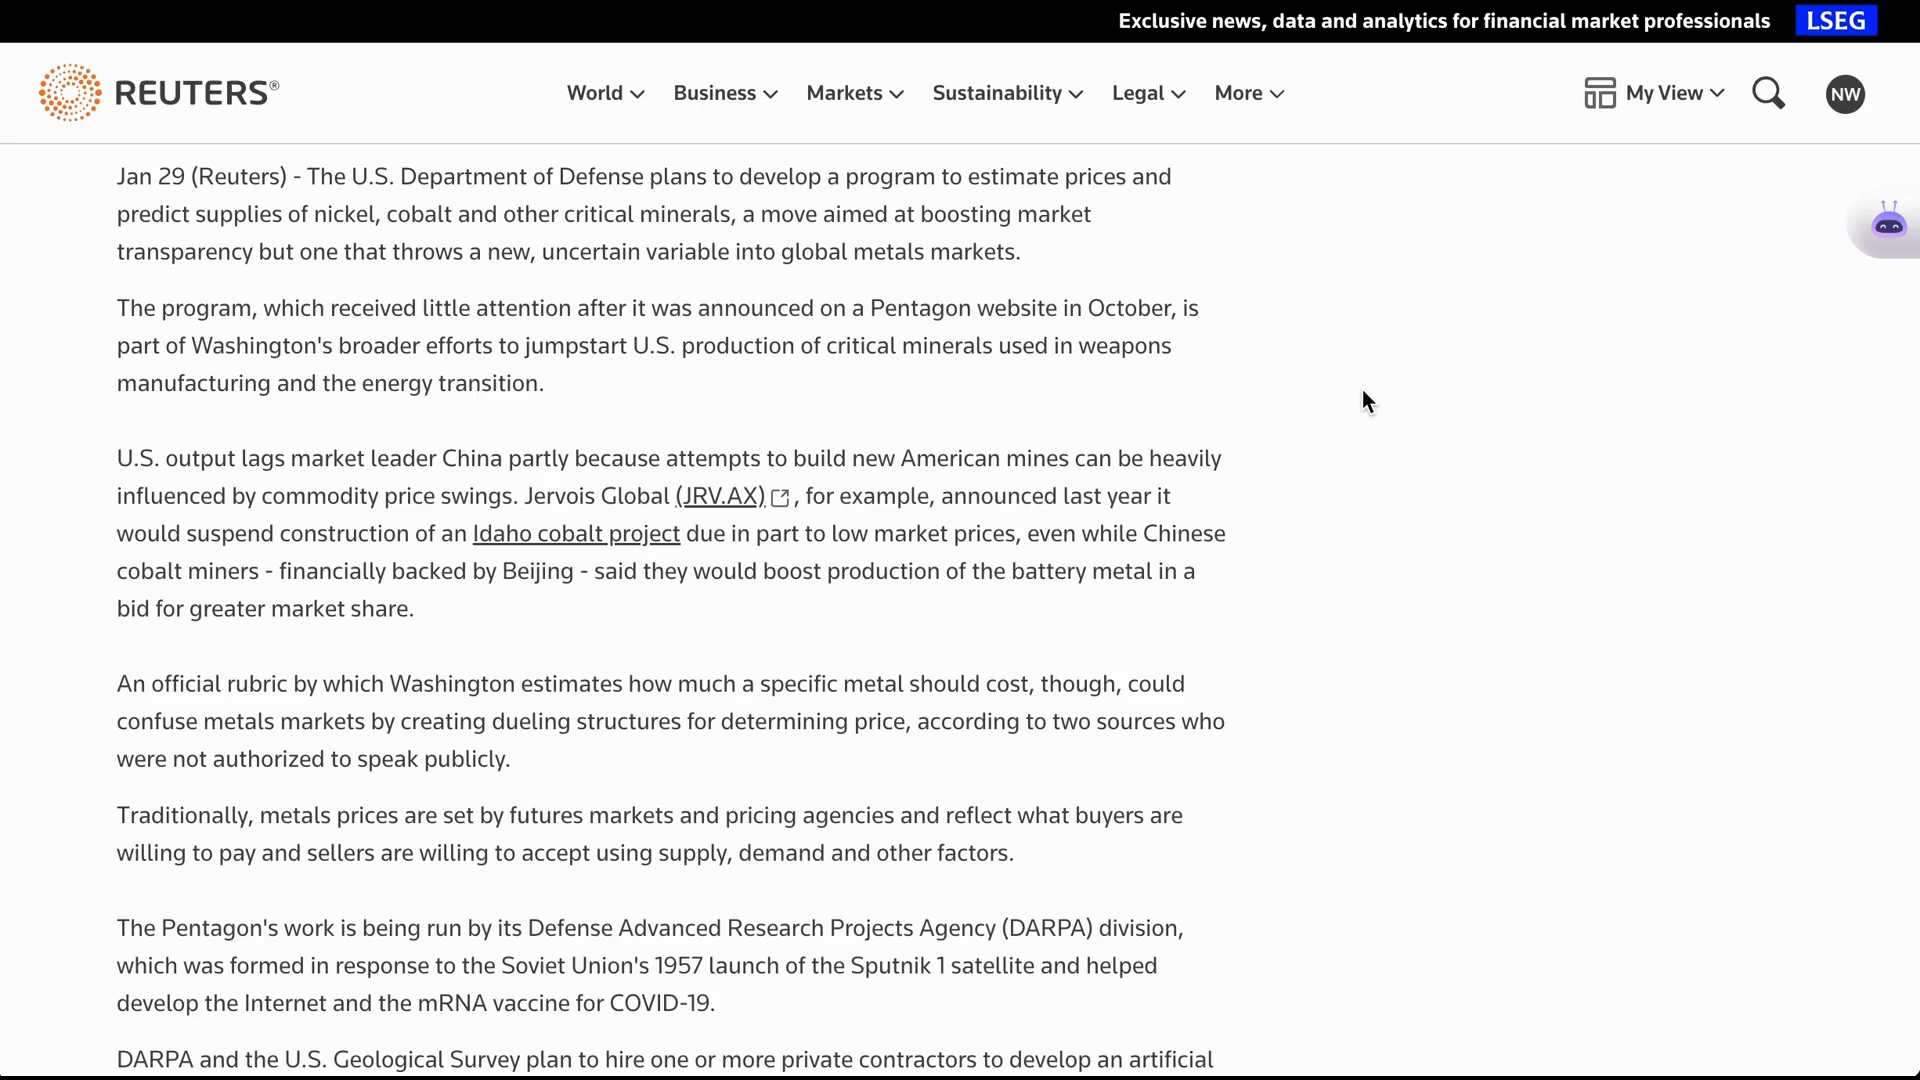 Exclusive news, data and analytics for financial market professionals LSEG
REUTERS® World Business Markets Sustainability Legal More My View NW
Jan 29 (Reuters) - The U.S. Department of Defense plans to develop a program to estimate prices and
predict supplies of nickel, cobalt and other critical minerals, a move aimed at boosting market
transparency but one that throws a new, uncertain variable into global metals markets.
The program, which received little attention after it was announced on a Pentagon website in October, is
part of Washington's broader efforts to jumpstart U.S. production of critical minerals used in weapons
manufacturing and the energy transition.
U.S. output lags market leader China partly because attempts to build new American mines can be heavily
influenced by commodity price swings. Jervois Global (JRV.AX), for example, announced last year it
would suspend construction of an Idaho cobalt project due in part to low market prices, even while Chinese
cobalt miners - financially backed by Beijing - said they would boost production of the battery metal in a
bid for greater market share.
An official rubric by which Washington estimates how much a specific metal should cost, though, could
confuse metals markets by creating dueling structures for determining price, according to two sources who
were not authorized to speak publicly.
Traditionally, metals prices are set by futures markets and pricing agencies and reflect what buyers are
willing to pay and sellers are willing to accept using supply, demand and other factors.
The Pentagon's work is being run by its Defense Advanced Research Projects Agency (DARPA) division,
which was formed in response to the Soviet Union's 1957 launch of the Sputnik 1 satellite and helped
develop the Internet and the mRNA vaccine for COVID-19.
DARPA and the U.S. Geological Survey plan to hire one or more private contractors to develop an artificial